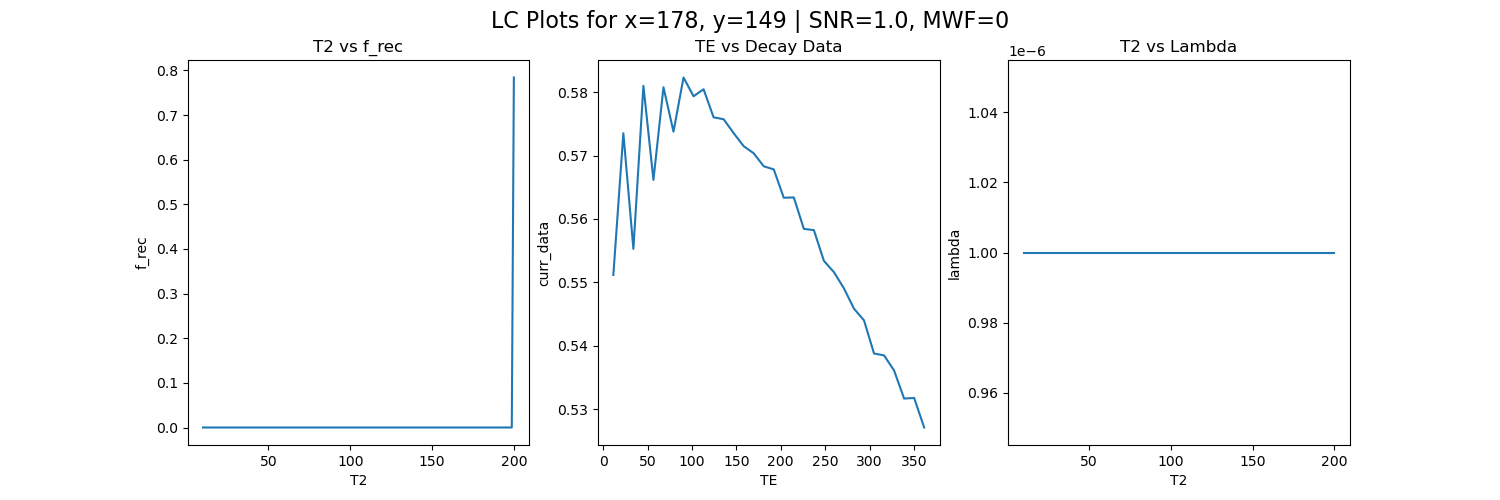 LC Plots for x=178, y=149 | SNR=1.0, MWF=0
T2 vs f_rec
0.8
0.7
0.6
0.5
0.4
0.3
0.2
0.1
0.0
f_rec
50 100 150 200
T2
TE vs Decay Data
0.58
0.57
0.56
0.55
0.54
0.53
curr_data
0 50 100 150 200 250 300 350
TE
T2 vs Lambda
1e−6
1.04
1.02
1.00
0.98
0.96
lambda
50 100 150 200
T2